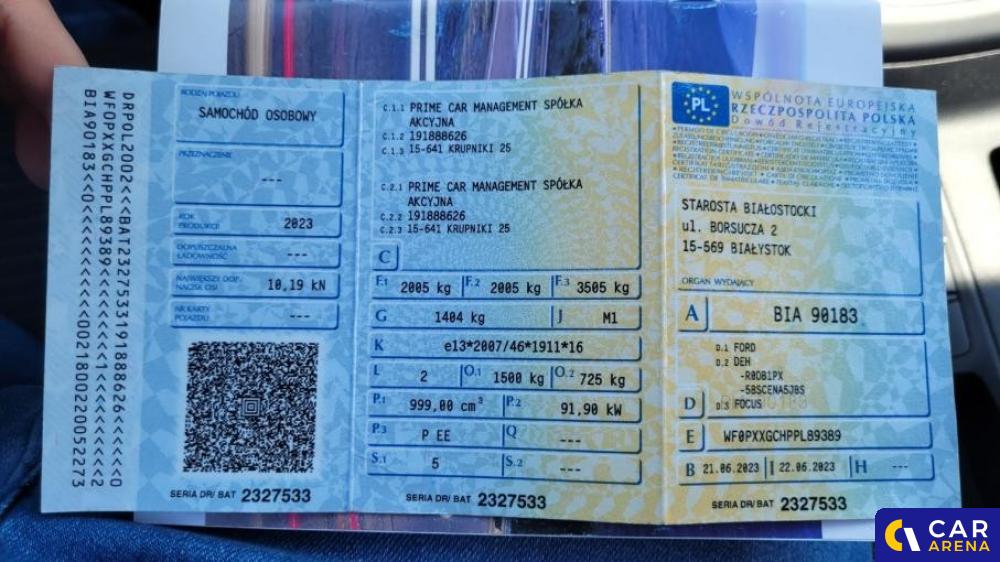 DRPOL2002<<BAT2327533191888626<<<<<<0
WF0PXXGCHPPL89389<<<<<<<<1<<<<<<<<<<2
BIA90183<<0<<<<<<<<<<0021800220052273
RODZAJ POJAZDU
SAMOCHÓD OSOBOWY
PRZEZNACZENIE
---
ROK PRODUKCJI 2023
DOPUSZCZALNA ŁADOWNOŚĆ ---
NAJWIĘKSZY DOP. NACISK OSI 10,19 kN
NR KARTY POJAZDU ---
SERIA DR/ BAT 2327533
C.1.1 PRIME CAR MANAGEMENT SPÓŁKA
AKCYJNA
C.1.2 191888626
C.1.3 15-641 KRUPNIKI 25
C.2.1 PRIME CAR MANAGEMENT SPÓŁKA
AKCYJNA
C.2.2 191888626
C.2.3 15-641 KRUPNIKI 25
C
F.1 2005 kg F.2 2005 kg F.3 3505 kg
G 1404 kg J M1
K e13*2007/46*1911*16
L 2 O.1 1500 kg O.2 725 kg
P.1 999,00 cm³ P.2 91,90 kW
P.3 P EE Q ---
S.1 5 S.2 ---
SERIA DR/ BAT 2327533
PL
WSPÓLNOTA EUROPEJSKA
RZECZPOSPOLITA POLSKA
Dowód Rejestracyjny
STAROSTA BIAŁOSTOCKI
ul. BORSUCZA 2
15-569 BIAŁYSTOK
ORGAN WYDAJĄCY
A BIA 90183
D.1 FORD
D.2 DEH
-R0DB1PX
-5BSCENA5JBS
D D.3 FOCUS
E WF0PXXGCHPPL89389
B 21.06.2023 I 22.06.2023 H ---
SERIA DR/ BAT 2327533
CAR
ARENA